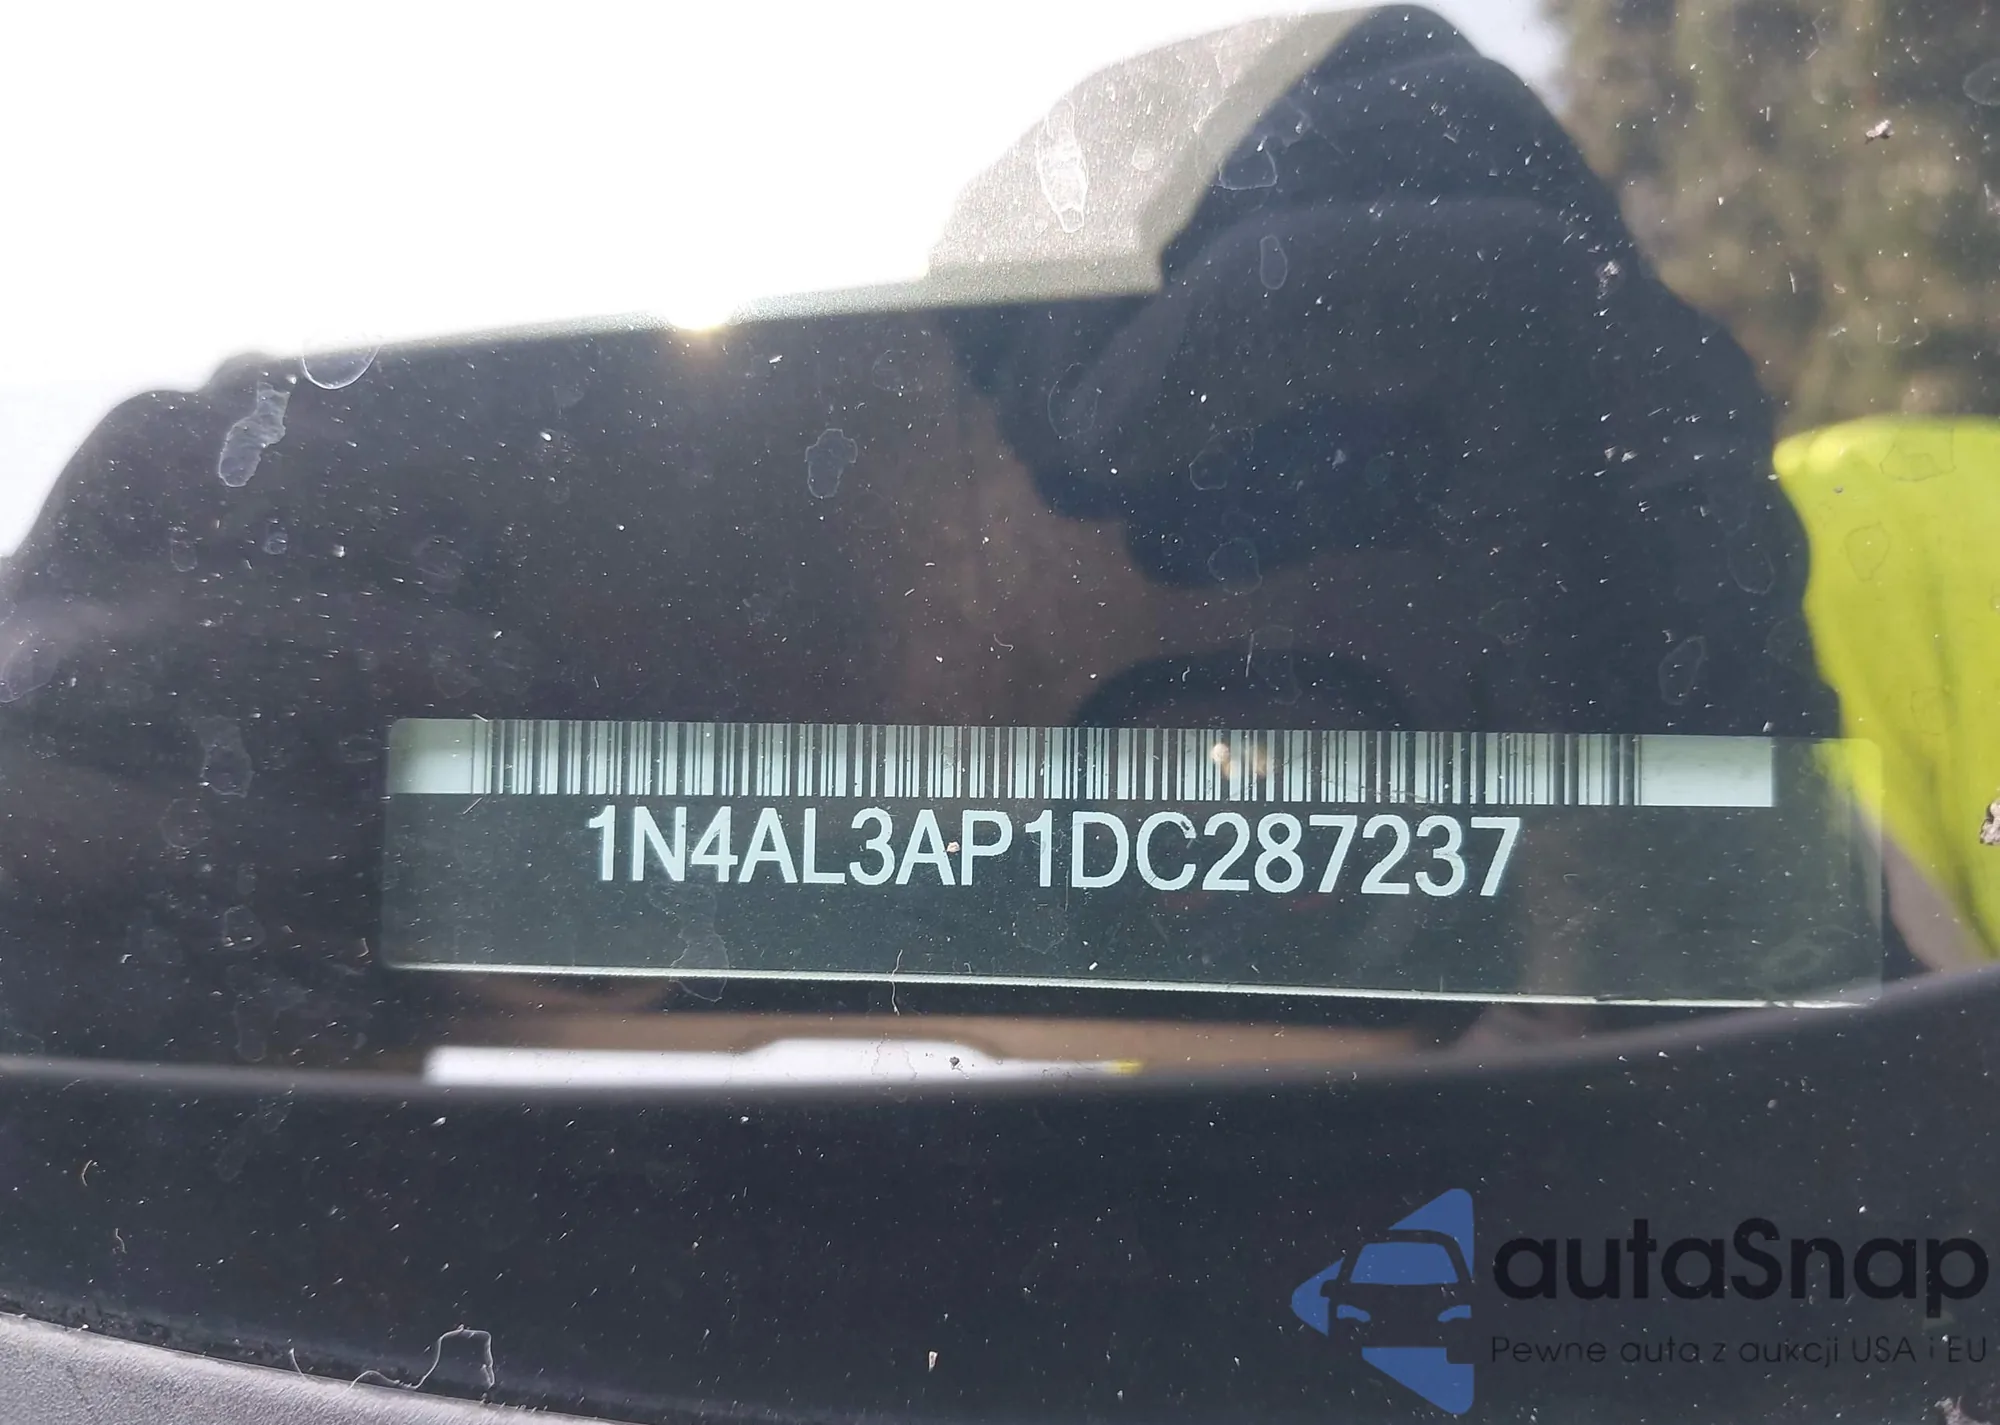 1N4AL3AP1DC287237
autaSnap
Pewne auta z aukcji USA i EU